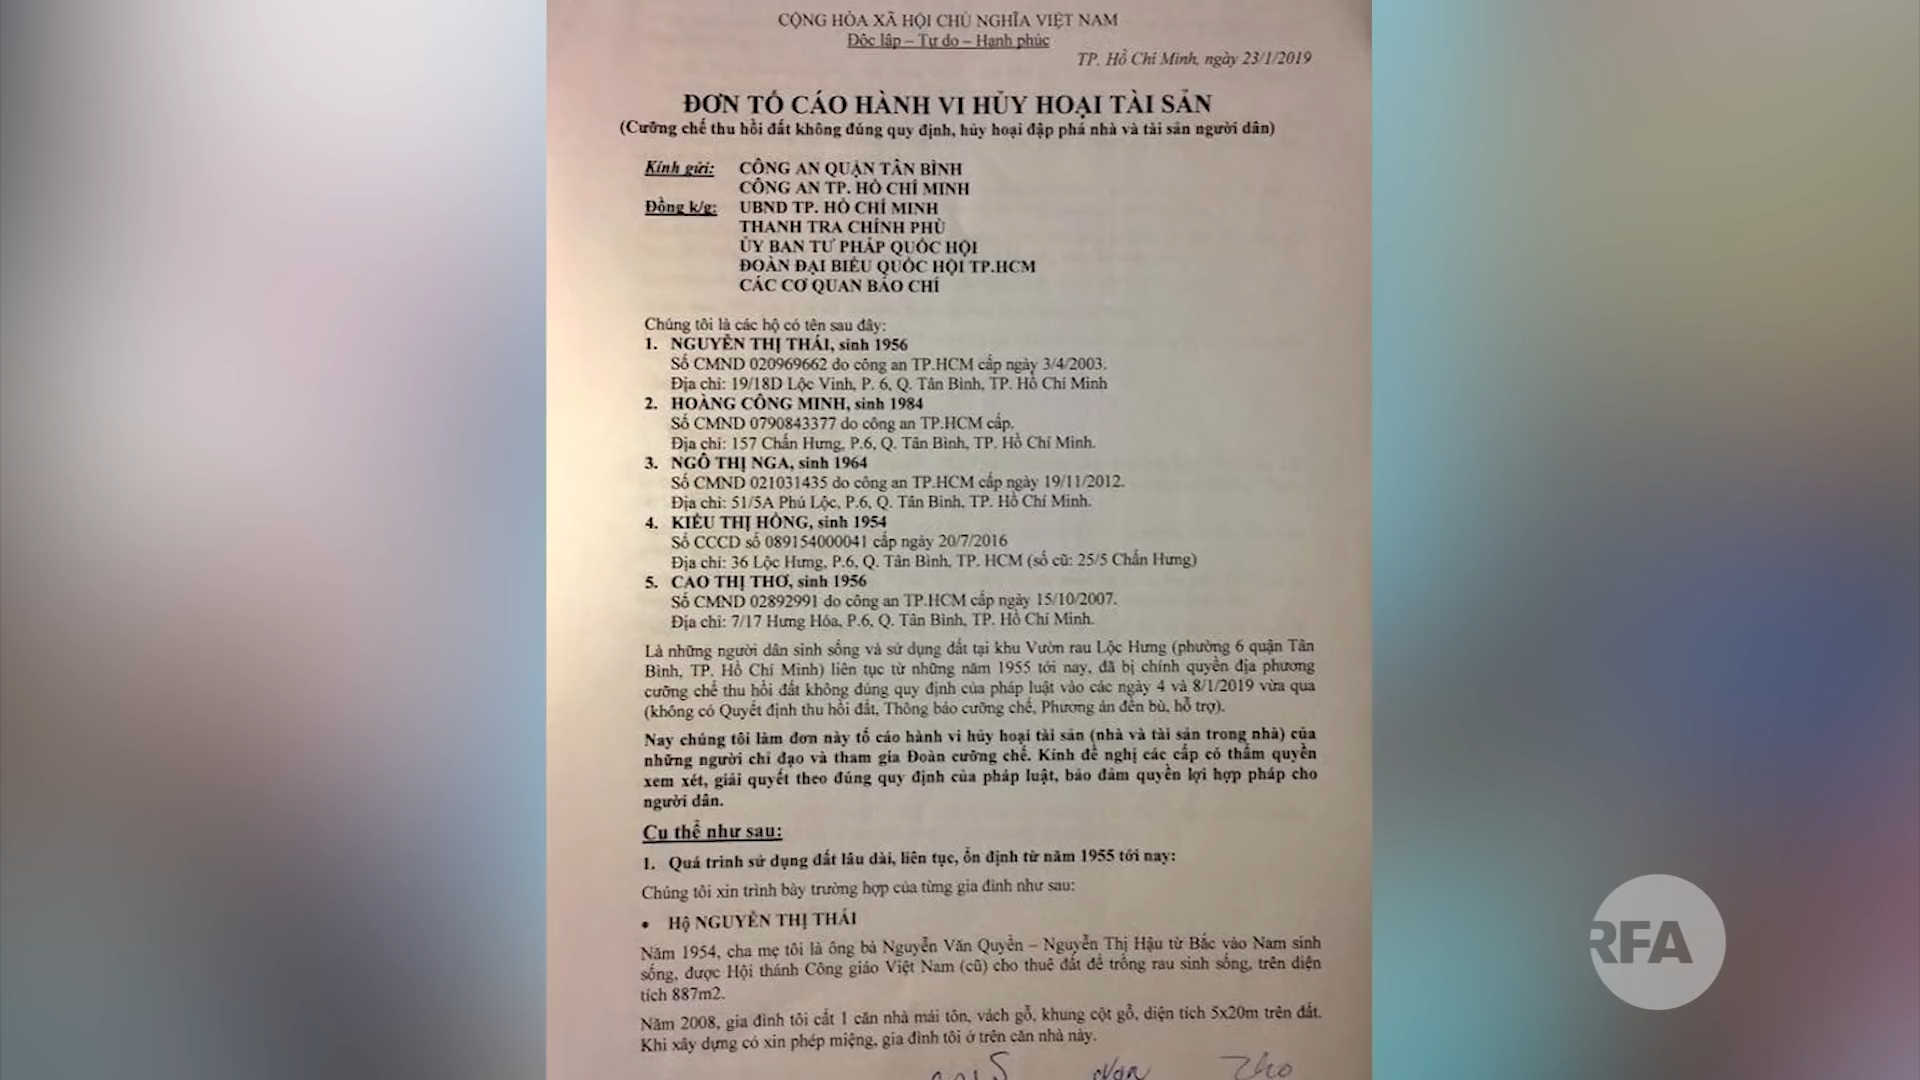 CỘNG HÒA XÃ HỘI CHỦ NGHĨA VIỆT NAM
Độc lập – Tự do – Hạnh phúc
TP. Hồ Chí Minh, ngày 23/1/2019
ĐƠN TỐ CÁO HÀNH VI HỦY HOẠI TÀI SẢN
(Cưỡng chế thu hồi đất không đúng quy định, hủy hoại đập phá nhà và tài sản người dân)
Kính gửi: CÔNG AN QUẬN TÂN BÌNH
CÔNG AN TP. HỒ CHÍ MINH
Đồng k/g: UBND TP. HỒ CHÍ MINH
THANH TRA CHÍNH PHỦ
ỦY BAN TƯ PHÁP QUỐC HỘI
ĐOÀN ĐẠI BIỂU QUỐC HỘI TP.HCM
CÁC CƠ QUAN BÁO CHÍ
Chúng tôi là các hộ có tên sau đây:
1. NGUYỄN THỊ THÁI, sinh 1956
Số CMND 020969662 do công an TP.HCM cấp ngày 3/4/2003.
Địa chỉ: 19/18D Lộc Vinh, P. 6, Q. Tân Bình, TP. Hồ Chí Minh
2. HOÀNG CÔNG MINH, sinh 1984
Số CMND 0790843377 do công an TP.HCM cấp.
Địa chỉ: 157 Chấn Hưng, P.6, Q. Tân Bình, TP. Hồ Chí Minh.
3. NGÔ THỊ NGA, sinh 1964
Số CMND 021031435 do công an TP.HCM cấp ngày 19/11/2012.
Địa chỉ: 51/5A Phú Lộc, P.6, Q. Tân Bình, TP. Hồ Chí Minh.
4. KIỀU THỊ HỒNG, sinh 1954
Số CCCD số 089154000041 cấp ngày 20/7/2016
Địa chỉ: 36 Lộc Hưng, P.6, Q. Tân Bình, TP. HCM (số cũ: 25/5 Chấn Hưng)
5. CAO THỊ THƠ, sinh 1956
Số CMND 02892991 do công an TP.HCM cấp ngày 15/10/2007.
Địa chỉ: 7/17 Hưng Hóa, P.6, Q. Tân Bình, TP. Hồ Chí Minh.
Là những người dân sinh sống và sử dụng đất tại khu Vườn rau Lộc Hưng (phường 6 quận Tân
Bình, TP. Hồ Chí Minh) liên tục từ những năm 1955 tới nay, đã bị chính quyền địa phương
cưỡng chế thu hồi đất không đúng quy định của pháp luật vào các ngày 4 và 8/1/2019 vừa qua
(không có Quyết định thu hồi đất, Thông báo cưỡng chế, Phương án đền bù, hỗ trợ).
Nay chúng tôi làm đơn này tố cáo hành vi hủy hoại tài sản (nhà và tài sản trong nhà) của
những người chỉ đạo và tham gia Đoàn cưỡng chế. Kính đề nghị các cấp có thẩm quyền
xem xét, giải quyết theo đúng quy định của pháp luật, bảo đảm quyền lợi hợp pháp cho
người dân.
Cụ thể như sau:
1. Quá trình sử dụng đất lâu dài, liên tục, ổn định từ năm 1955 tới nay:
Chúng tôi xin trình bày trường hợp của từng gia đình như sau:
• Hộ NGUYỄN THỊ THÁI
Năm 1954, cha mẹ tôi là ông bà Nguyễn Văn Quyền – Nguyễn Thị Hậu từ Bắc vào Nam sinh
sống, được Hội thánh Công giáo Việt Nam (cũ) cho thuê đất để trồng rau sinh sống, trên diện
tích 887m2.
Năm 2008, gia đình tôi cất 1 căn nhà mái tôn, vách gỗ, khung cột gỗ, diện tích 5x20m trên đất.
Khi xây dựng có xin phép miệng, gia đình tôi ở trên căn nhà này.
Tho
RFA